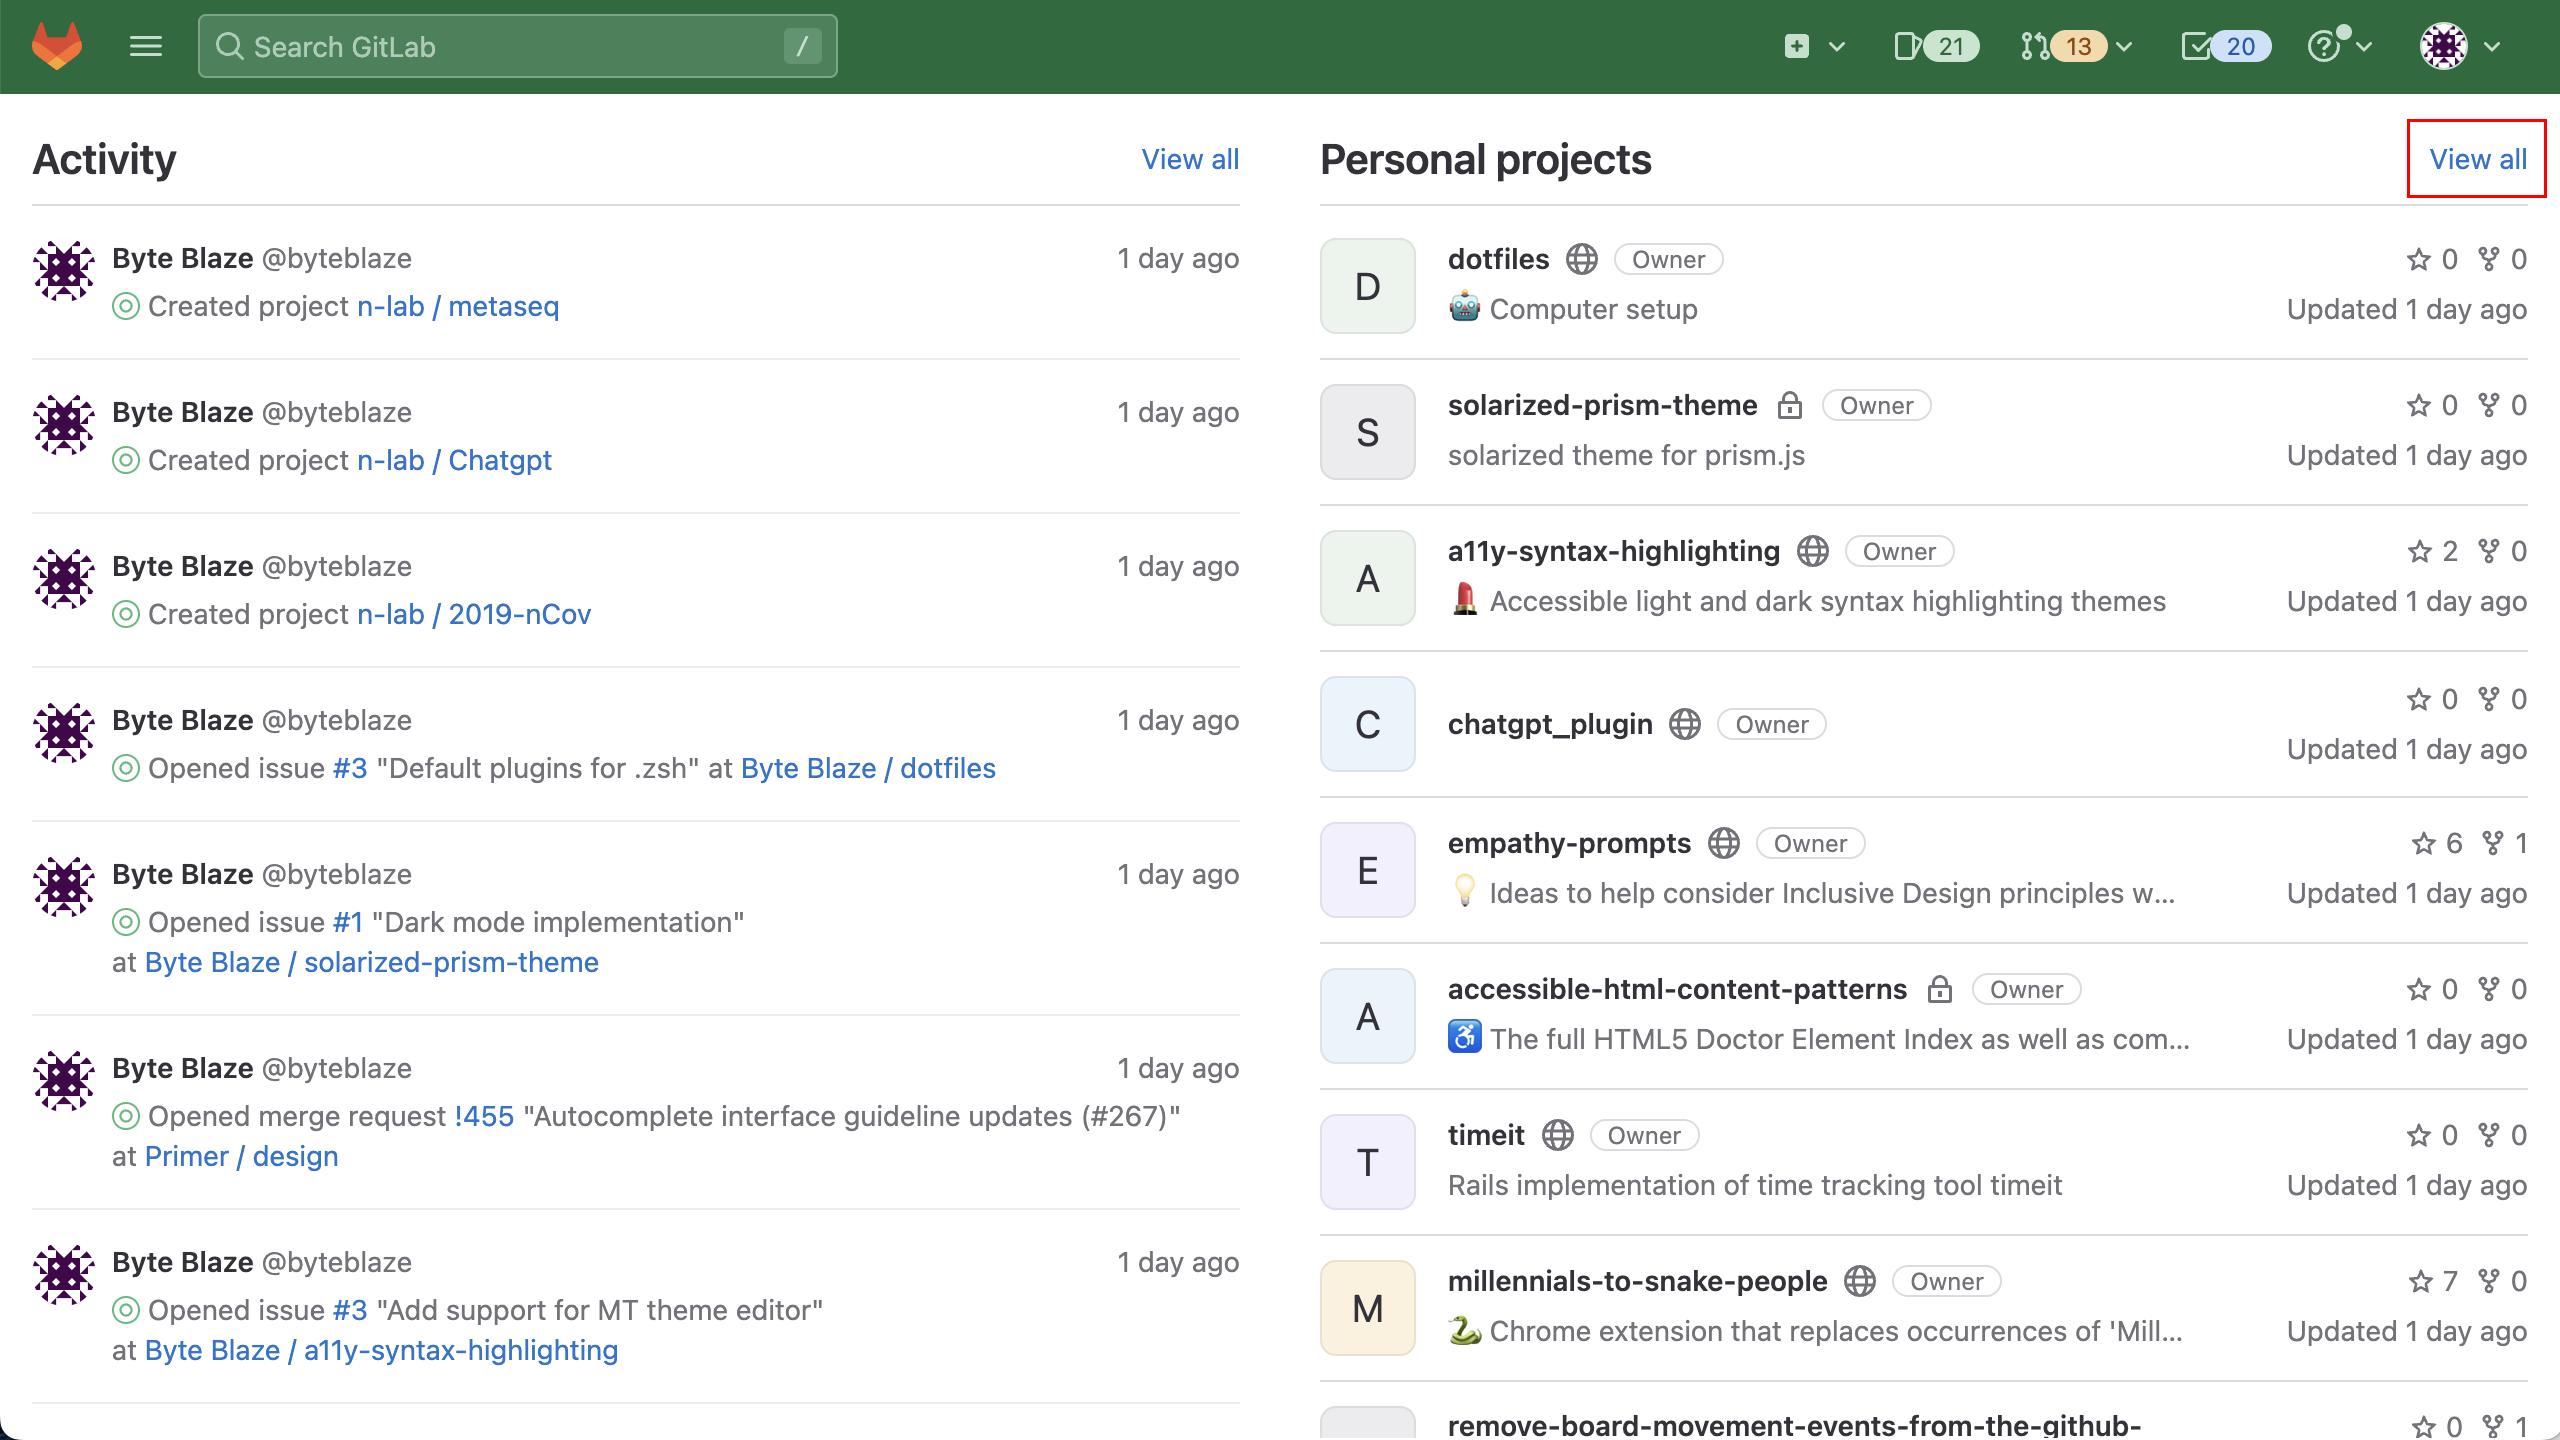 Search GitLab
/
21
13
20
Activity
View all
Byte Blaze @byteblaze
1 day ago
Created project n-lab / metaseq
Byte Blaze @byteblaze
1 day ago
Created project n-lab / Chatgpt
Byte Blaze @byteblaze
1 day ago
Created project n-lab / 2019-nCov
Byte Blaze @byteblaze
1 day ago
Opened issue #3 "Default plugins for .zsh" at Byte Blaze / dotfiles
Byte Blaze @byteblaze
1 day ago
Opened issue #1 "Dark mode implementation"
at Byte Blaze / solarized-prism-theme
Byte Blaze @byteblaze
1 day ago
Opened merge request !455 "Autocomplete interface guideline updates (#267)"
at Primer / design
Byte Blaze @byteblaze
1 day ago
Opened issue #3 "Add support for MT theme editor"
at Byte Blaze / a11y-syntax-highlighting
Personal projects
View all
D
dotfiles Owner
0 0
🤖 Computer setup
Updated 1 day ago
S
solarized-prism-theme Owner
0 0
solarized theme for prism.js
Updated 1 day ago
A
a11y-syntax-highlighting Owner
2 0
💄 Accessible light and dark syntax highlighting themes
Updated 1 day ago
C
chatgpt_plugin Owner
0 0
Updated 1 day ago
E
empathy-prompts Owner
6 1
💡 Ideas to help consider Inclusive Design principles w...
Updated 1 day ago
A
accessible-html-content-patterns Owner
0 0
♿ The full HTML5 Doctor Element Index as well as com...
Updated 1 day ago
T
timeit Owner
0 0
Rails implementation of time tracking tool timeit
Updated 1 day ago
M
millennials-to-snake-people Owner
7 0
🐍 Chrome extension that replaces occurrences of 'Mill...
Updated 1 day ago
remove-board-movement-events-from-the-github-
0 1